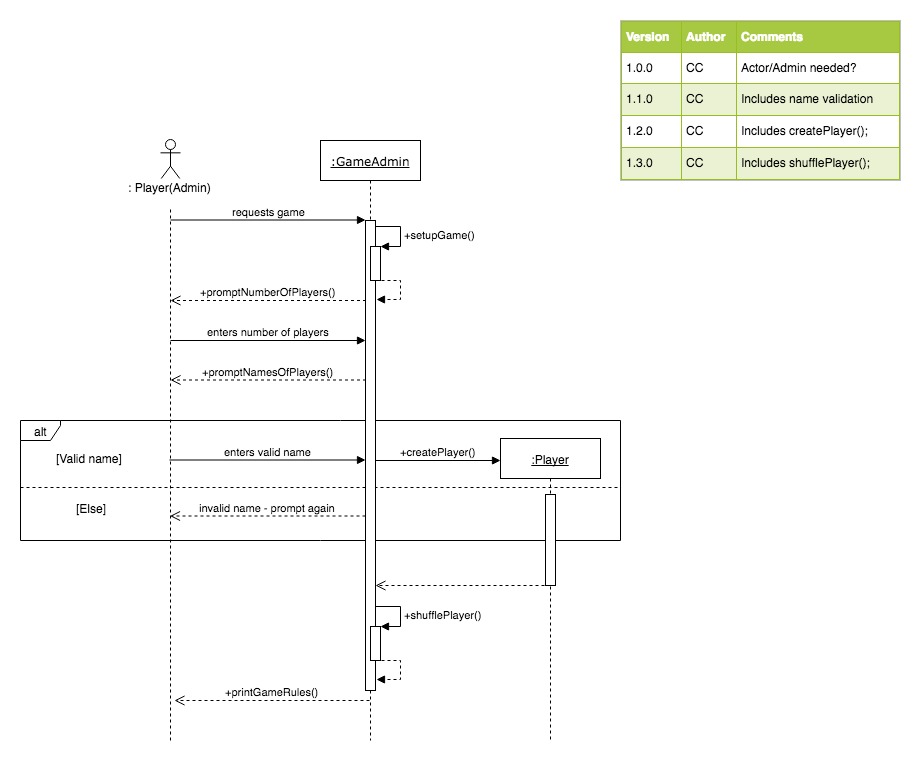 Version Author Comments
1.0.0 CC Actor/Admin needed?
1.1.0 CC Includes name validation
1.2.0 CC Includes createPlayer();
1.3.0 CC Includes shufflePlayer();
:GameAdmin
: Player(Admin)
requests game
+setupGame()
+promptNumberOfPlayers()
enters number of players
+promptNamesOfPlayers()
alt
[Valid name]
enters valid name
+createPlayer()
:Player
[Else]
invalid name - prompt again
+shufflePlayer()
+printGameRules()